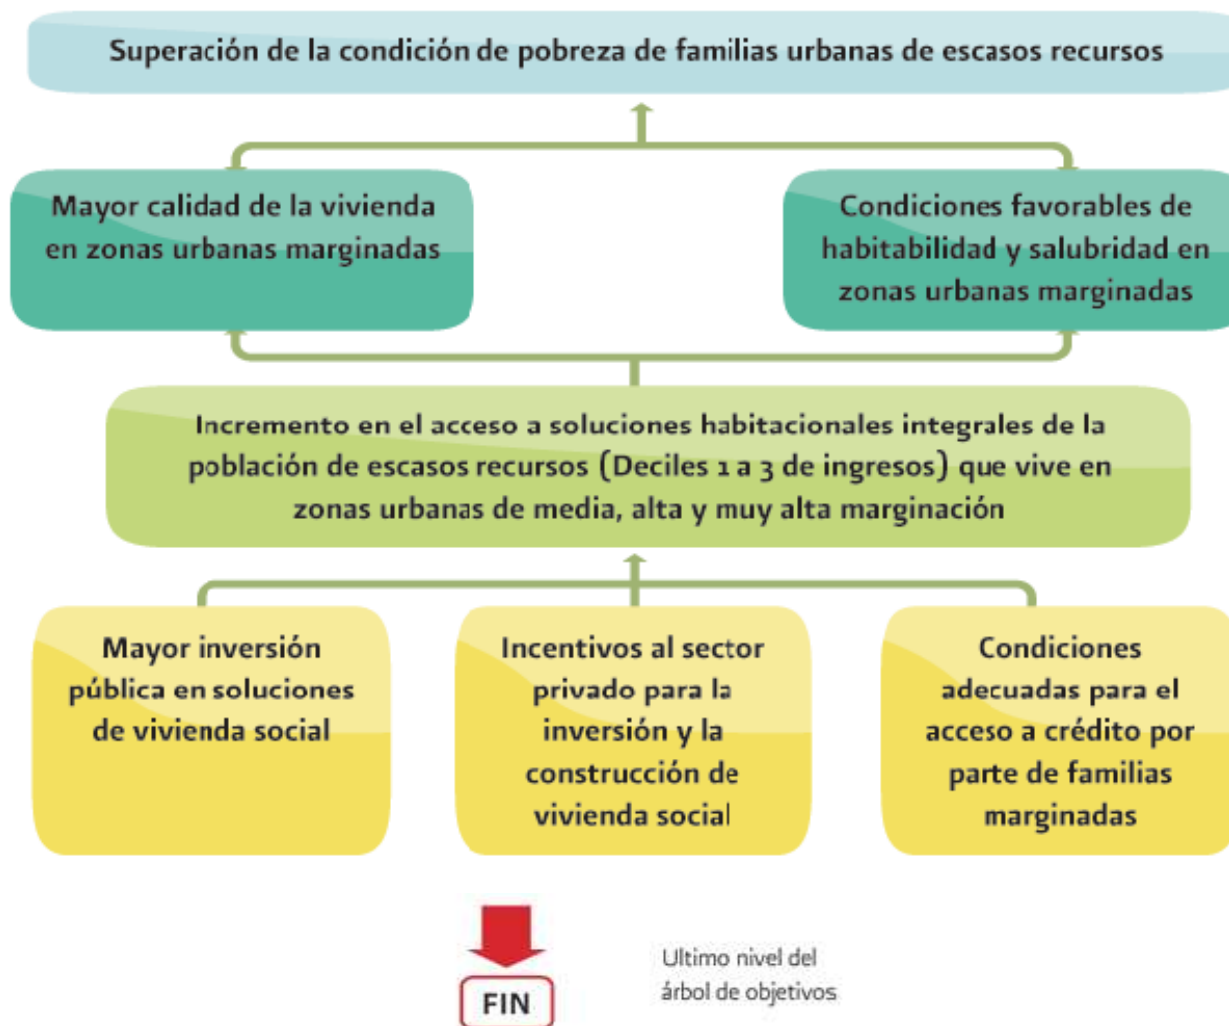 Superación de la condición de pobreza de familias urbanas de escasos recursos
Mayor calidad de la vivienda
en zonas urbanas marginadas
Condiciones favorables de
habitabilidad y salubridad en
zonas urbanas marginadas
Incremento en el acceso a soluciones habitacionales integrales de la
población de escasos recursos (Deciles 1 a 3 de ingresos) que vive en
zonas urbanas de media, alta y muy alta marginación
Mayor inversión
pública en soluciones
de vivienda social
Incentivos al sector
privado para la
inversión y la
construcción de
vivienda social
Condiciones
adecuadas para el
acceso a crédito por
parte de familias
marginadas
FIN
Ultimo nivel del
árbol de objetivos